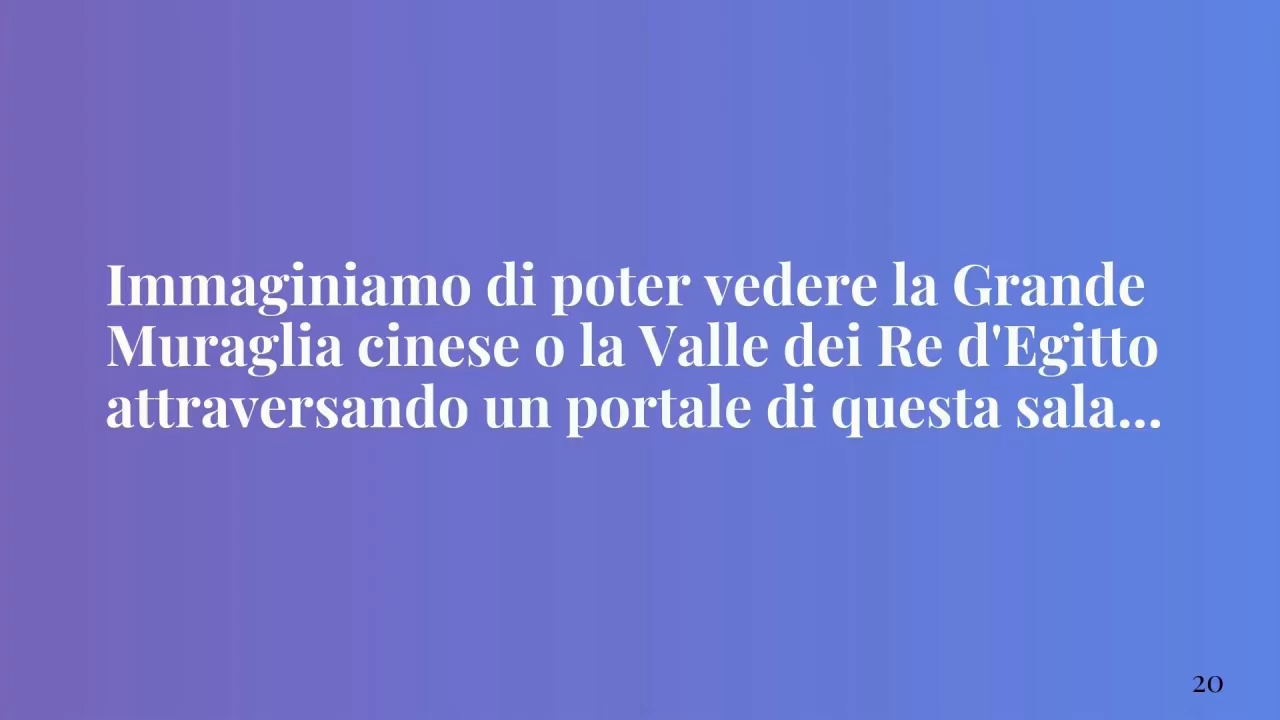 Immaginiamo di poter vedere la Grande
Muraglia cinese o la Valle dei Re d'Egitto
attraversando un portale di questa sala...
20